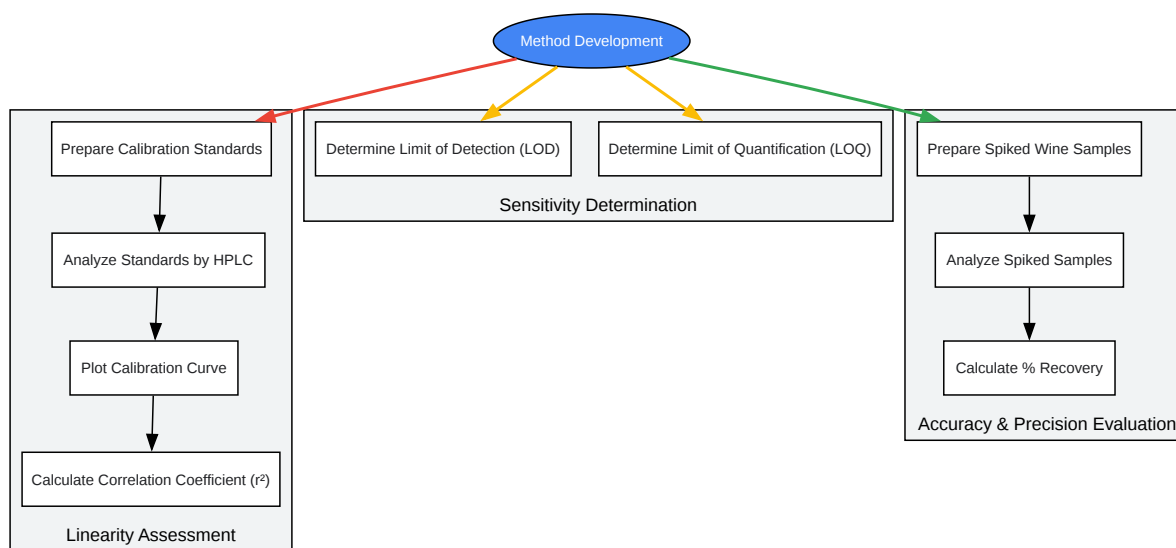 Method Development
Prepare Calibration Standards
Analyze Standards by HPLC
Plot Calibration Curve
Calculate Correlation Coefficient (r²)
Linearity Assessment
Determine Limit of Detection (LOD)
Determine Limit of Quantification (LOQ)
Sensitivity Determination
Prepare Spiked Wine Samples
Analyze Spiked Samples
Calculate % Recovery
Accuracy & Precision Evaluation